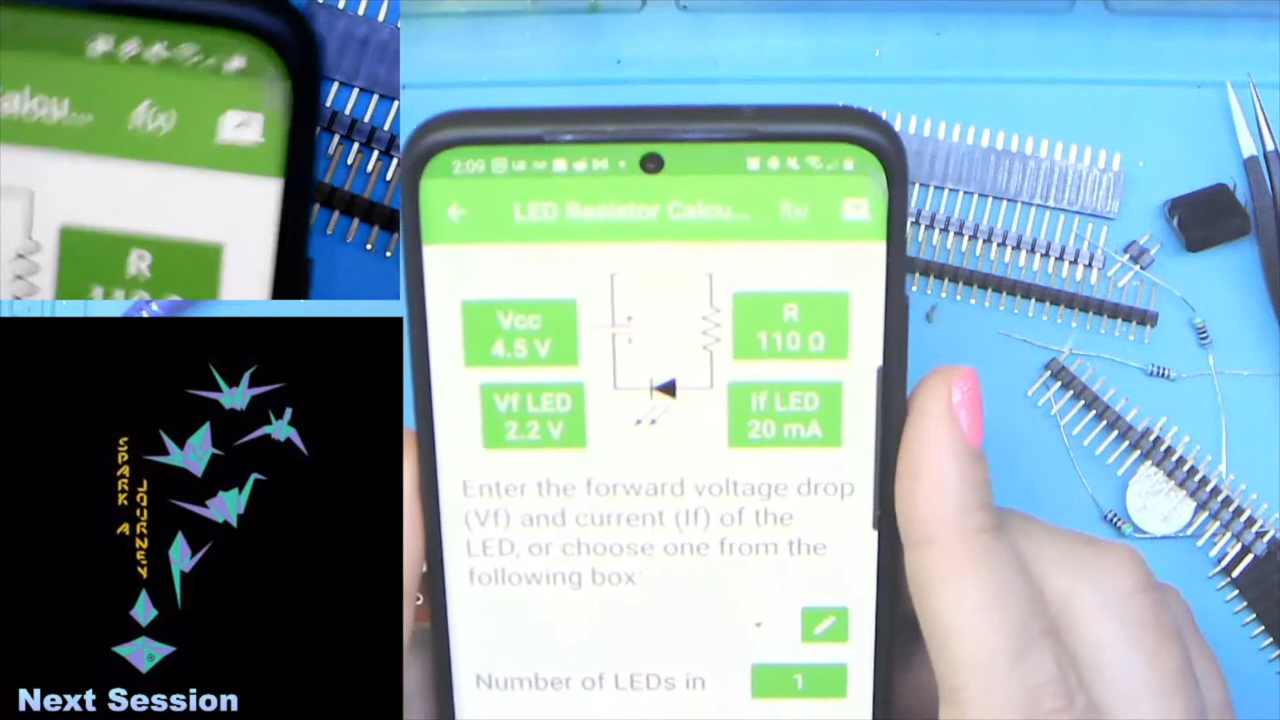 alcu...
f(x)
R
2:09
LED Resistor Calcu...
f(x)
Vcc
4.5 V
R
110 Ω
Vf LED
2.2 V
If LED
20 mA
Enter the forward voltage drop
(Vf) and current (If) of the
LED, or choose one from the
following box:
Number of LEDs in
1
SPARK A
JOURNEY
Next Session